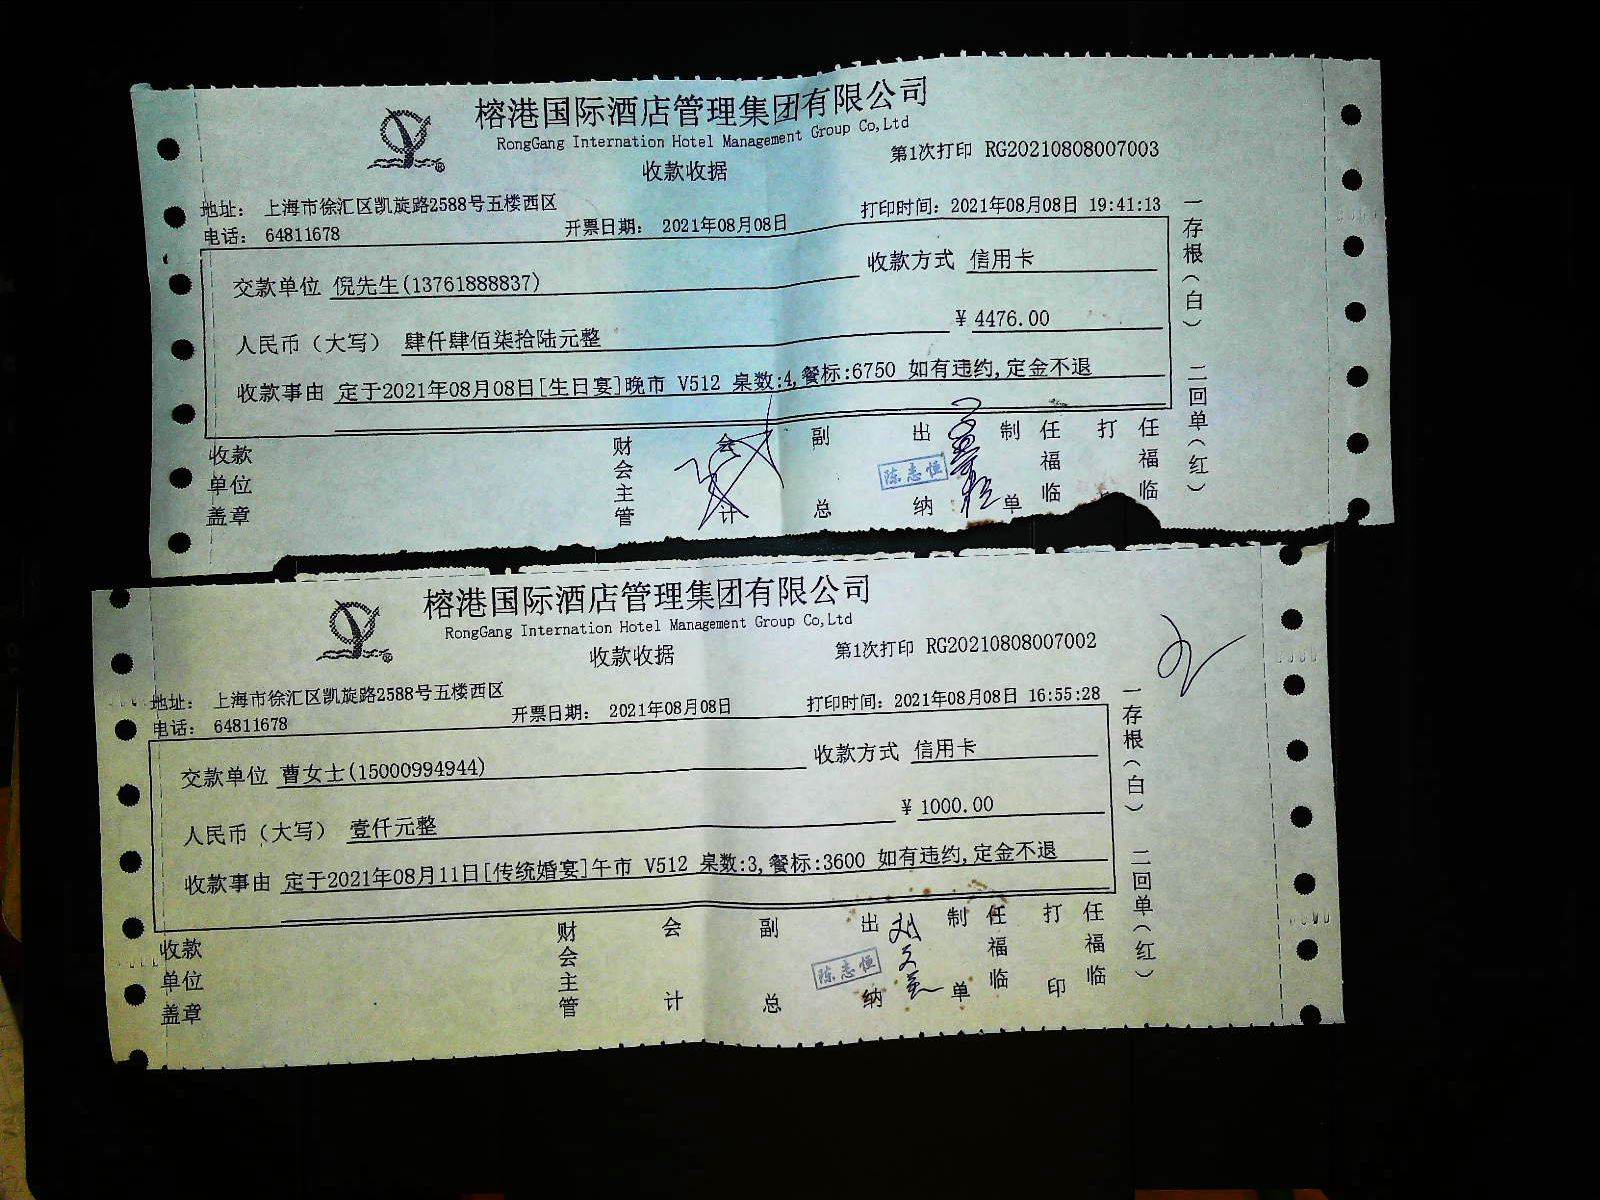 榕港国际酒店管理集团有限公司
RongGang Internation Hotel Management Group Co,Ltd
收款收据
第1次打印 RG20210808007003
地址： 上海市徐汇区凯旋路2588号五楼西区
电话： 64811678
开票日期： 2021年08月08日
打印时间：2021年08月08日 19:41:13
交款单位 倪先生(13761888837)
收款方式 信用卡
人民币（大写） 肆仟肆佰柒拾陆元整
¥ 4476.00
收款事由 定于2021年08月08日[生日宴]晚市 V512 桌数:4,餐标:6750 如有违约,定金不退
收款单位盖章
财会主管
会计
副总
出纳
陈志恒
制单
任福临
打
任福临
一存根（白） 二回单（红）
榕港国际酒店管理集团有限公司
RongGang Internation Hotel Management Group Co,Ltd
收款收据
第1次打印 RG20210808007002
地址： 上海市徐汇区凯旋路2588号五楼西区
电话： 64811678
开票日期： 2021年08月08日
打印时间：2021年08月08日 16:55:28
交款单位 曹女士(15000994944)
收款方式 信用卡
人民币（大写） 壹仟元整
¥ 1000.00
收款事由 定于2021年08月11日[传统婚宴]午市 V512 桌数:3,餐标:3600 如有违约,定金不退
收款单位盖章
财会主管
会计
副总
出纳
陈志恒
制单
任福临
打印
任福临
一存根（白） 二回单（红）